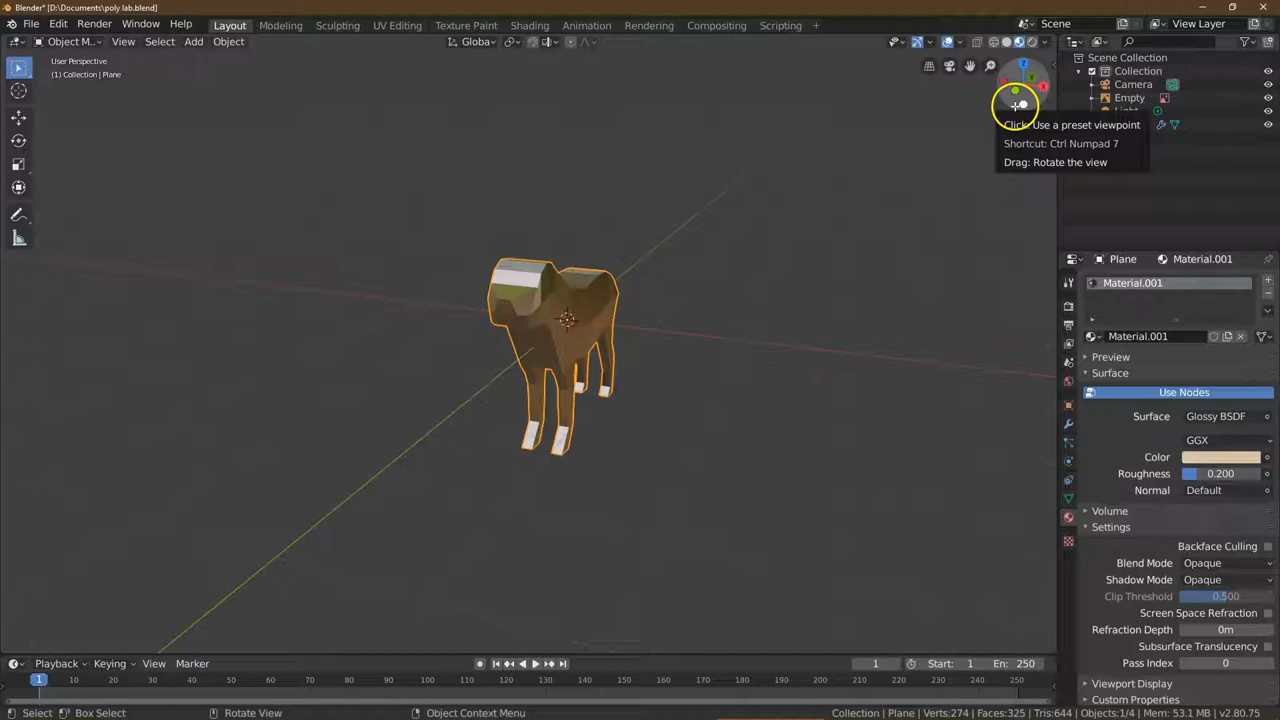 Blender* [D:\Documents\poly lab.blend]
File Edit Render Window Help Layout Modeling Sculpting UV Editing Texture Paint Shading Animation Rendering Compositing Scripting Scene View Layer
Object M... View Select Add Object Globa
User Perspective
(1) Collection | Plane
Z
Y
X
Click: Use a preset viewpoint
Shortcut: Ctrl Numpad 7
Drag: Rotate the view
Scene Collection
Collection
Camera
Empty
Plane Material.001
Material.001
Material.001
Preview
Surface
Use Nodes
Surface Glossy BSDF
GGX
Color
Roughness 0.200
Normal Default
Volume
Settings
Backface Culling
Blend Mode Opaque
Shadow Mode Opaque
Clip Threshold 0.500
Screen Space Refraction
Refraction Depth 0m
Subsurface Translucency
Pass Index 0
Viewport Display
Custom Properties
Playback Keying View Marker 1 Start: 1 En: 250
1 10 20 30 40 50 60 70 80 90 100 110 120 130 140 150 160 170 180 190 200 210 220 230 240 250
Select Box Select Rotate View Object Context Menu Collection | Plane | Verts:274 | Faces:325 | Tris:644 | Objects:1/4 | Mem: 53.1 MB | v2.80.75